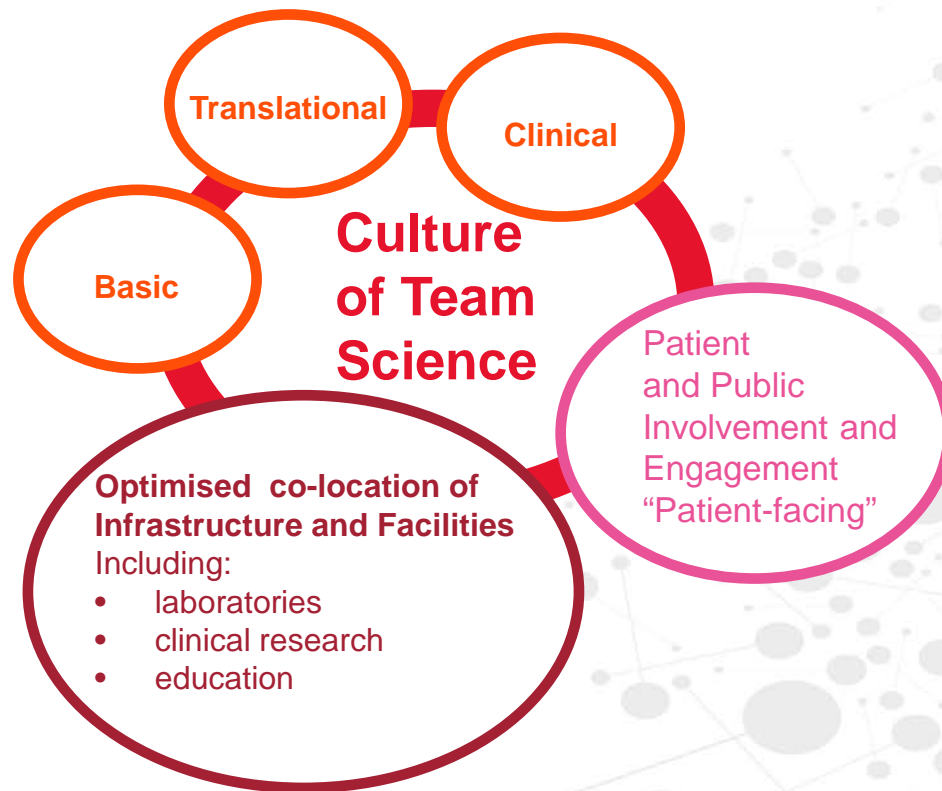 Translational
Clinical
Basic
Culture
of Team
Science
Patient
and Public
Involvement and
Engagement
“Patient-facing”
Optimised co-location of
Infrastructure and Facilities
Including:
• laboratories
• clinical research
• education